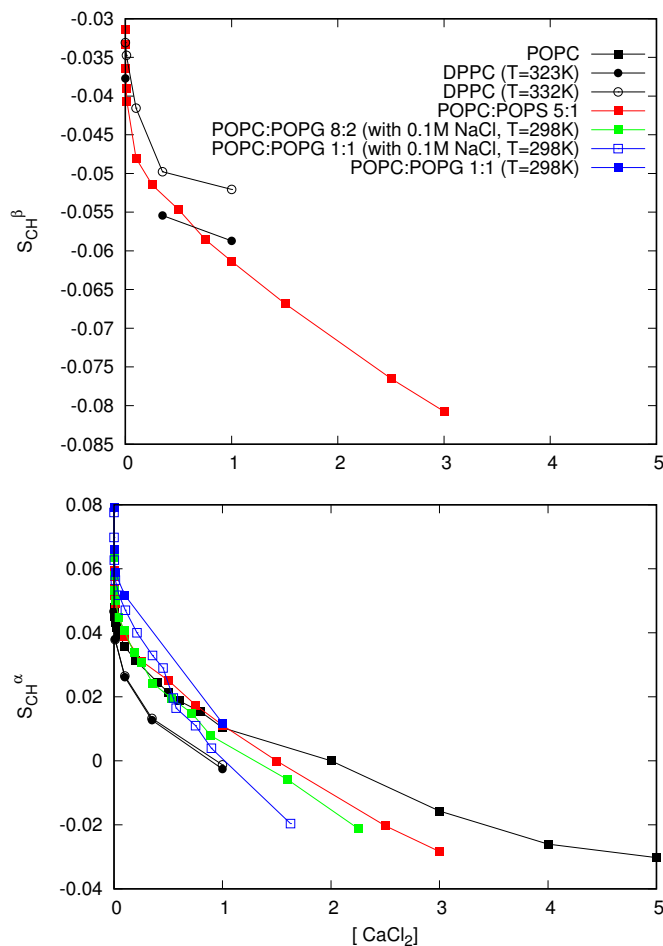 -0.03
-0.035
-0.04
-0.045
-0.05
-0.055
-0.06
-0.065
-0.07
-0.075
-0.08
-0.085
S_CH^β
POPC
DPPC (T=323K)
DPPC (T=332K)
POPC:POPS 5:1
POPC:POPG 8:2 (with 0.1M NaCl, T=298K)
POPC:POPG 1:1 (with 0.1M NaCl, T=298K)
POPC:POPG 1:1 (T=298K)
0 1 2 3 4 5
0.08
0.06
0.04
0.02
0
-0.02
-0.04
S_CH^α
0 1 2 3 4 5
[ CaCl₂]